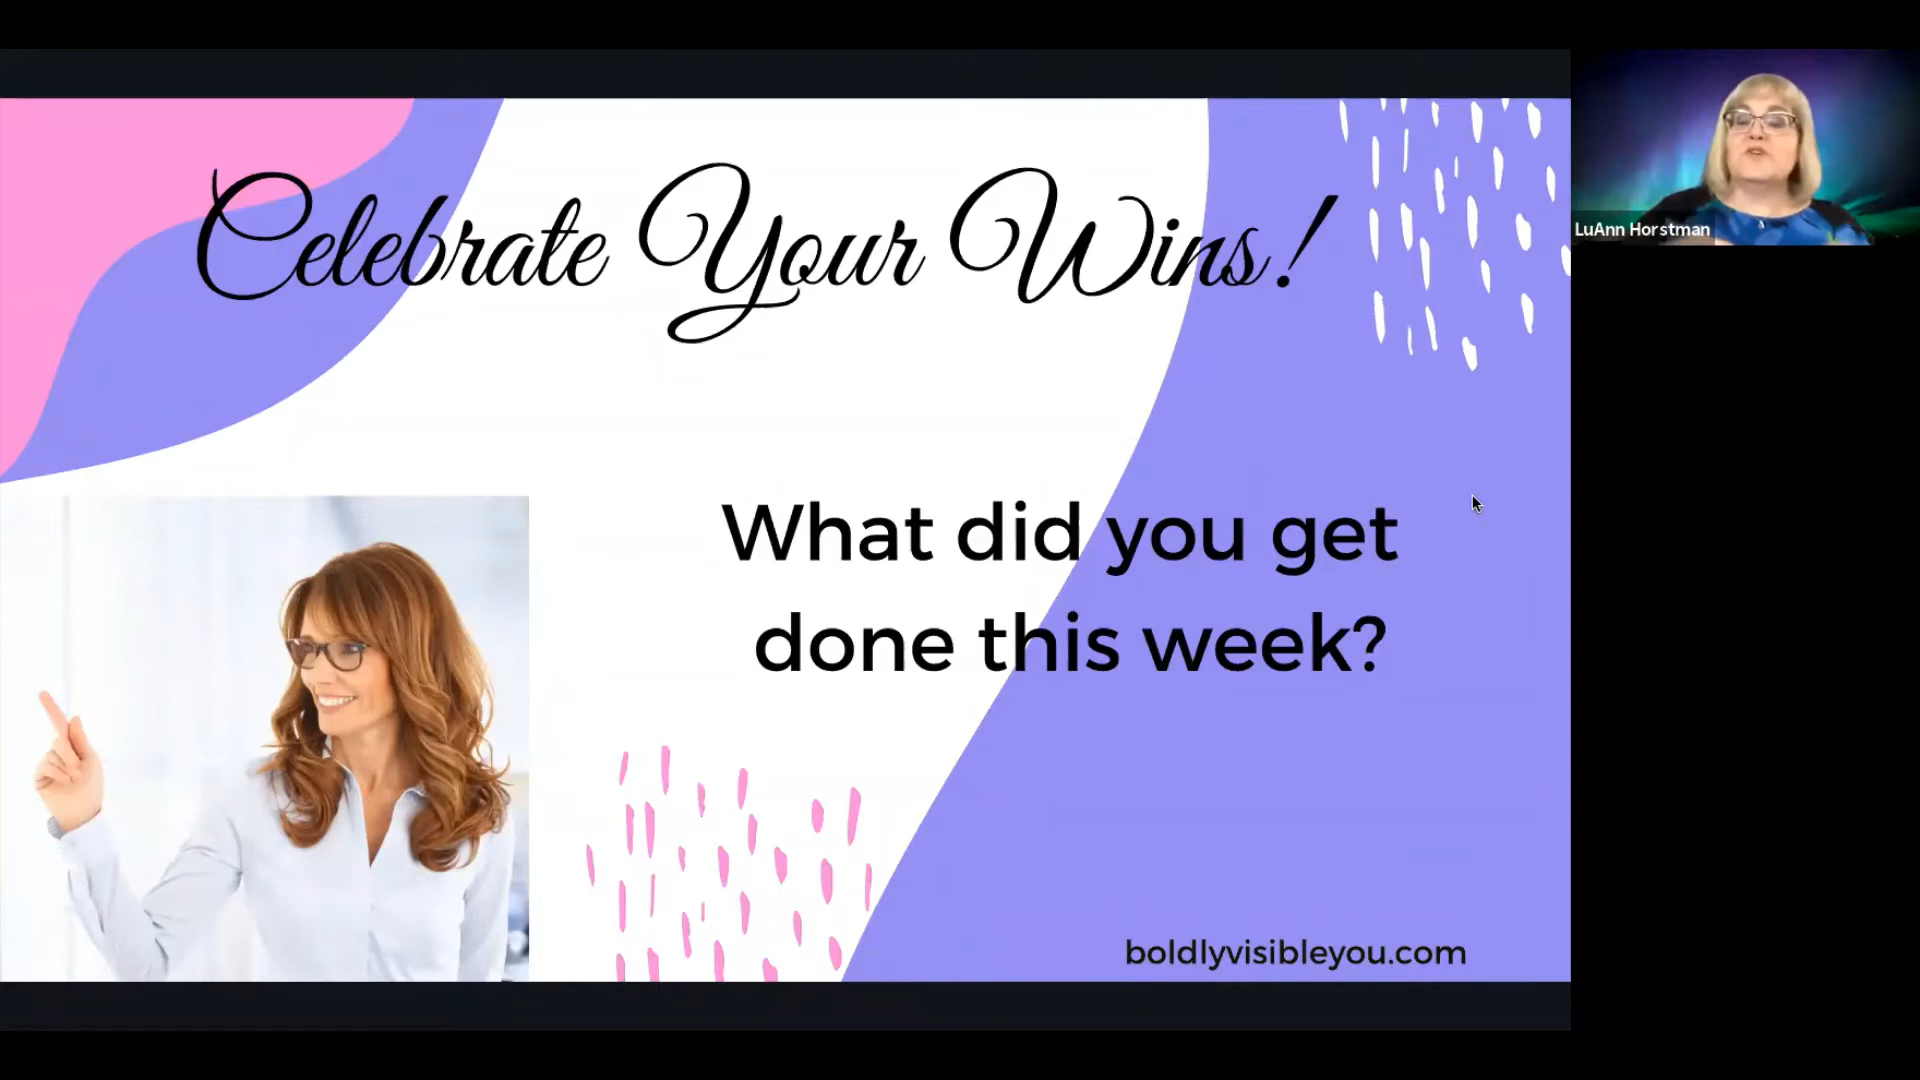 Celebrate Your Wins!
LuAnn Horstman
What did you get
done this week?
boldlyvisibleyou.com